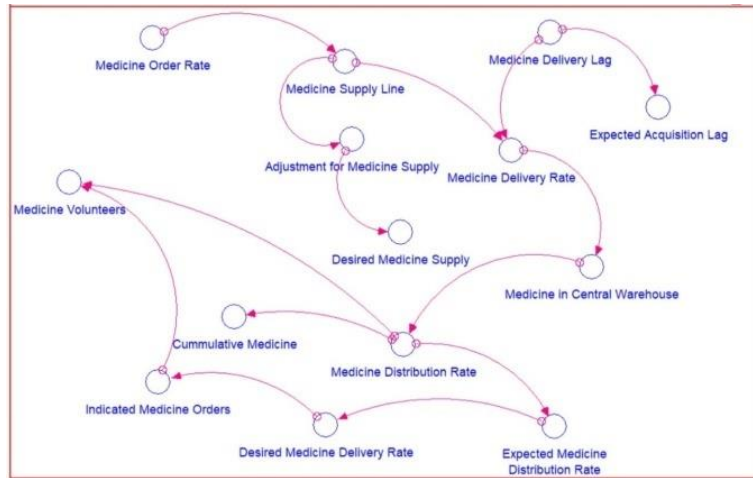 Medicine Order Rate
Medicine Delivery Lag
Medicine Supply Line
Expected Acquisition Lag
Adjustment for Medicine Supply
Medicine Delivery Rate
Medicine Volunteers
Desired Medicine Supply
Medicine in Central Warehouse
Cummulative Medicine
Medicine Distribution Rate
Indicated Medicine Orders
Desired Medicine Delivery Rate
Expected Medicine
Distribution Rate